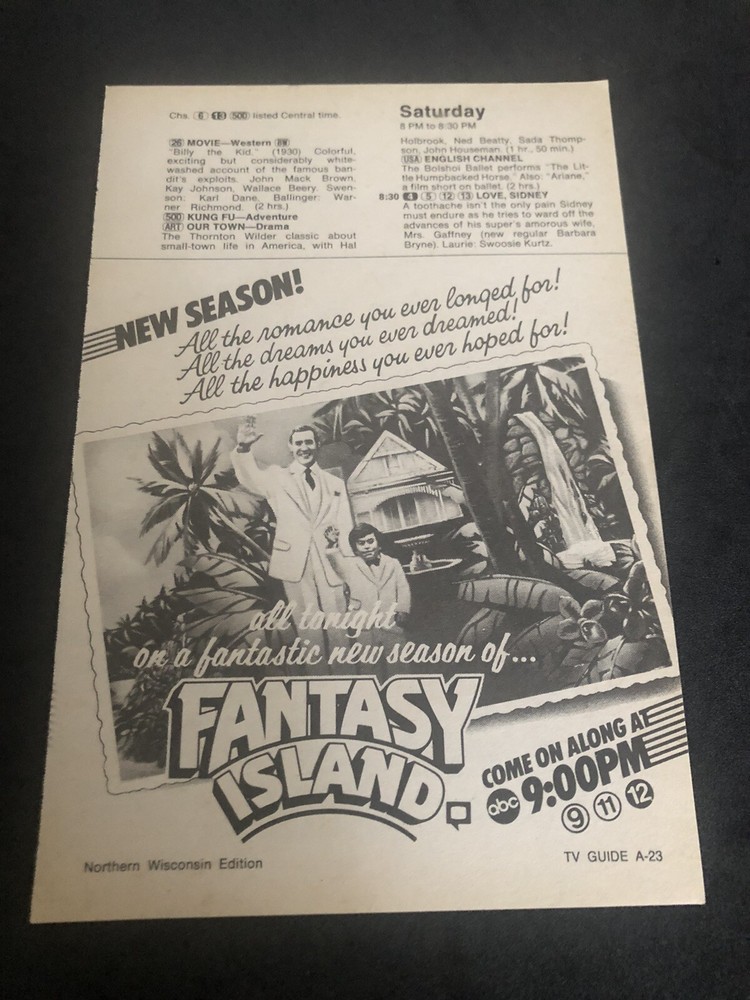 Chs. 6 13 500 listed Central time.
26 MOVIE—Western BW
"Billy the Kid." (1930) Colorful,
exciting but considerably white-
washed account of the famous ban-
dit's exploits. John Mack Brown,
Kay Johnson, Wallace Beery. Swen-
son: Karl Dane. Ballinger: War-
ner Richmond. (2 hrs.)
500 KUNG FU—Adventure
ART OUR TOWN—Drama
The Thornton Wilder classic about
small-town life in America, with Hal
Saturday
8 PM to 8:30 PM
Holbrook, Ned Beatty, Sada Thomp-
son, John Houseman. (1 hr., 50 min.)
USA ENGLISH CHANNEL
The Bolshoi Ballet performs "The Lit-
tle Humpbacked Horse." Also: "Ariane,"
a film short on ballet. (2 hrs.)
8:30 4 5 12 13 LOVE, SIDNEY
A toothache isn't the only pain Sidney
must endure as he tries to ward off the
advances of his super's amorous wife,
Mrs. Gaffney (new regular Barbara
Bryne). Laurie: Swoosie Kurtz.
NEW SEASON!
All the romance you ever longed for!
All the dreams you ever dreamed!
All the happiness you ever hoped for!
all tonight
on a fantastic new season of...
FANTASY
ISLAND
COME ON ALONG AT
abc 9:00PM
9 11 12
Northern Wisconsin Edition
TV GUIDE A-23